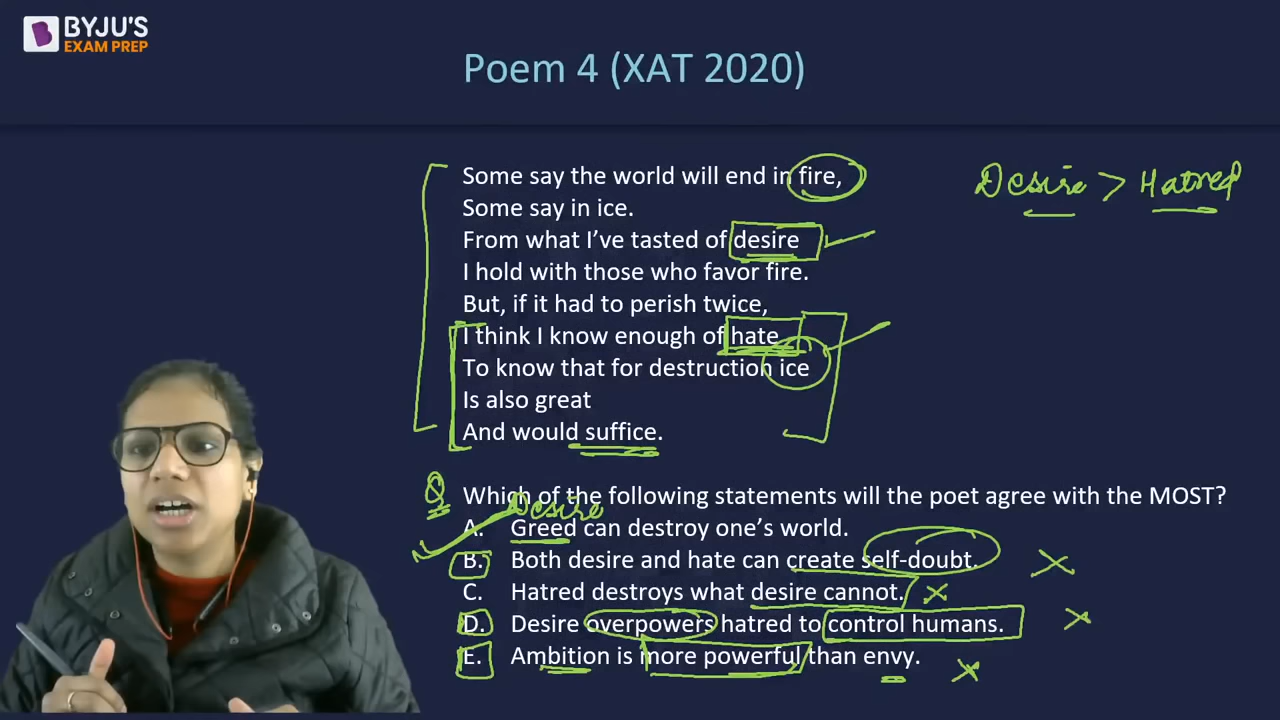 BYJU'S
EXAM PREP
Poem 4 (XAT 2020)
Some say the world will end in fire,
Some say in ice.
From what I've tasted of desire
I hold with those who favor fire.
But, if it had to perish twice,
I think I know enough of hate
To know that for destruction ice
Is also great
And would suffice.
Desire > Hatred
Q Which of the following statements will the poet agree with the MOST?
Desire
A. Greed can destroy one's world.
B. Both desire and hate can create self-doubt.
C. Hatred destroys what desire cannot.
D. Desire overpowers hatred to control humans.
E. Ambition is more powerful than envy.